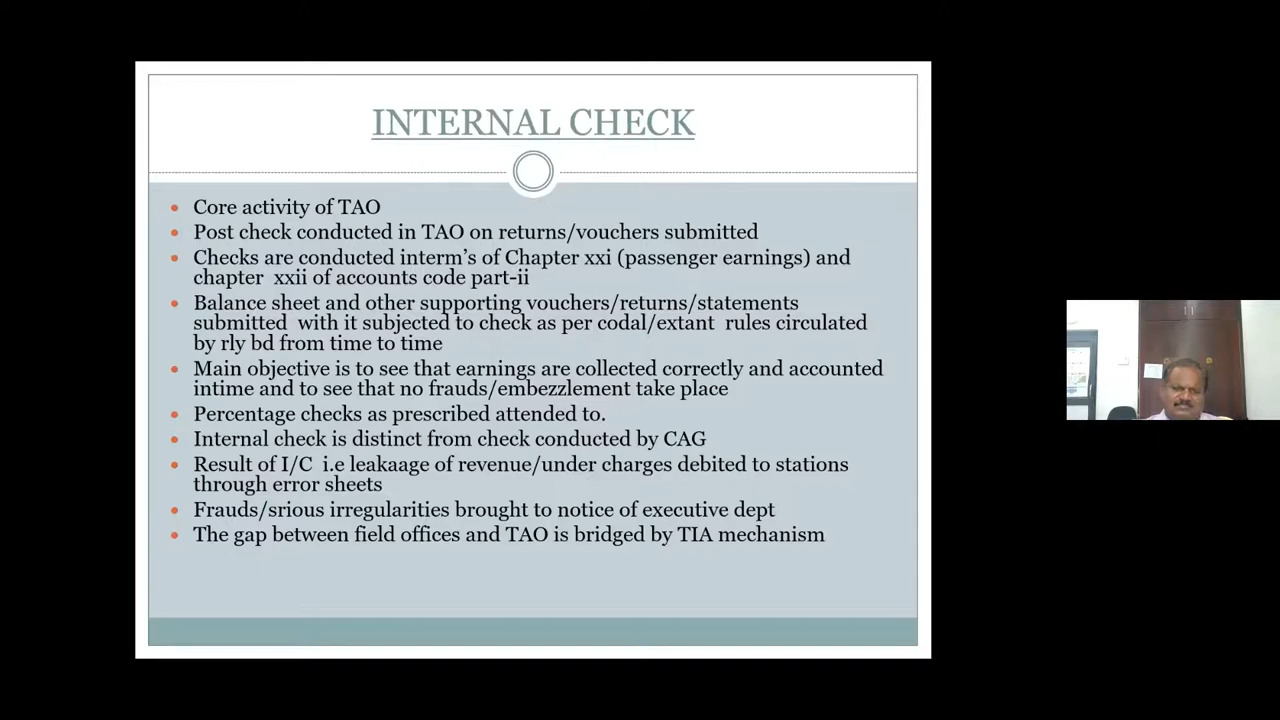 INTERNAL CHECK
Core activity of TAO
Post check conducted in TAO on returns/vouchers submitted
Checks are conducted interm's of Chapter xxi (passenger earnings) and
chapter xxii of accounts code part-ii
Balance sheet and other supporting vouchers/returns/statements
submitted with it subjected to check as per codal/extant rules circulated
by rly bd from time to time
Main objective is to see that earnings are collected correctly and accounted
intime and to see that no frauds/embezzlement take place
Percentage checks as prescribed attended to.
Internal check is distinct from check conducted by CAG
Result of I/C i.e leakaage of revenue/under charges debited to stations
through error sheets
Frauds/srious irregularities brought to notice of executive dept
The gap between field offices and TAO is bridged by TIA mechanism